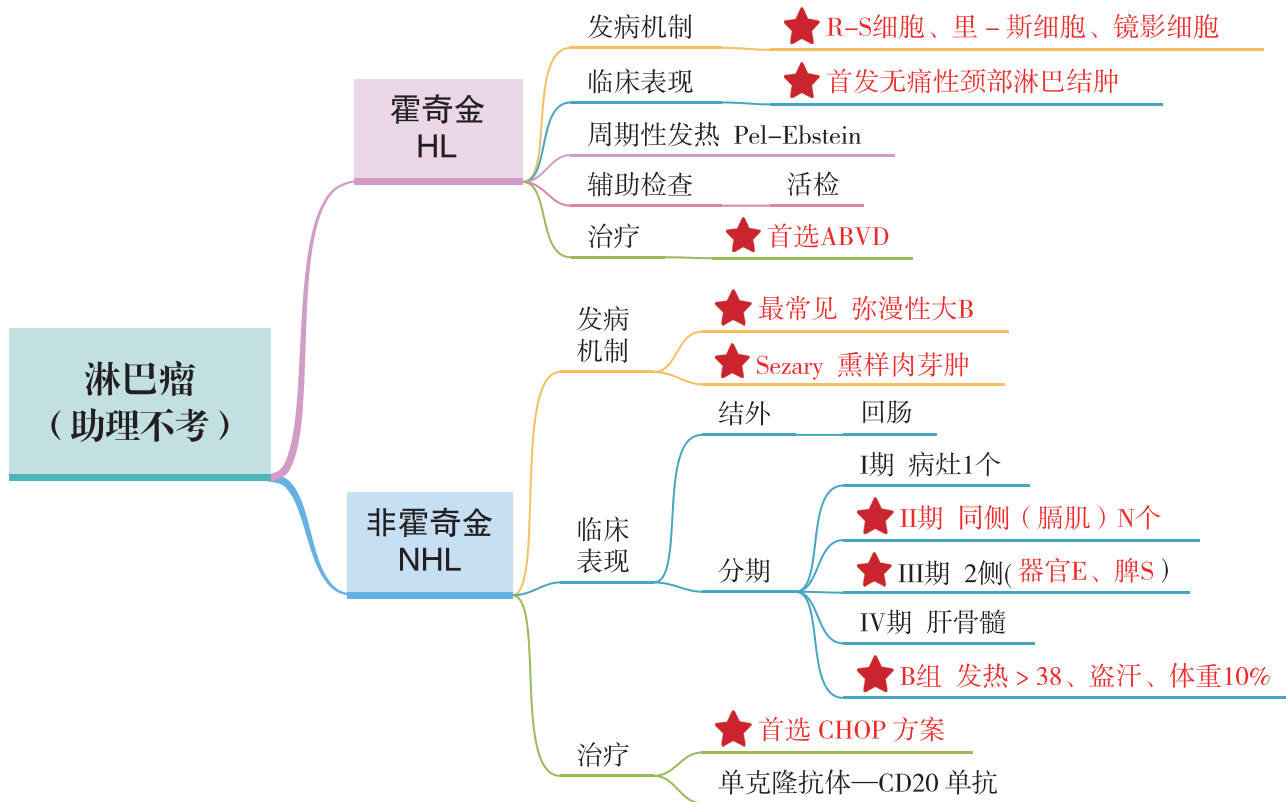 淋巴瘤
（助理不考）
霍奇金
HL
发病机制
R-S细胞、里-斯细胞、镜影细胞
临床表现
首发无痛性颈部淋巴结肿
周期性发热 Pel-Ebstein
辅助检查
活检
治疗
首选ABVD
非霍奇金
NHL
发病
机制
最常见 弥漫性大B
Sezary 熏样肉芽肿
临床
表现
结外
回肠
分期
I期 病灶1个
II期 同侧（膈肌）N个
III期 2侧(器官E、脾S)
IV期 肝骨髓
B组 发热>38、盗汗、体重10%
治疗
首选 CHOP 方案
单克隆抗体—CD20 单抗